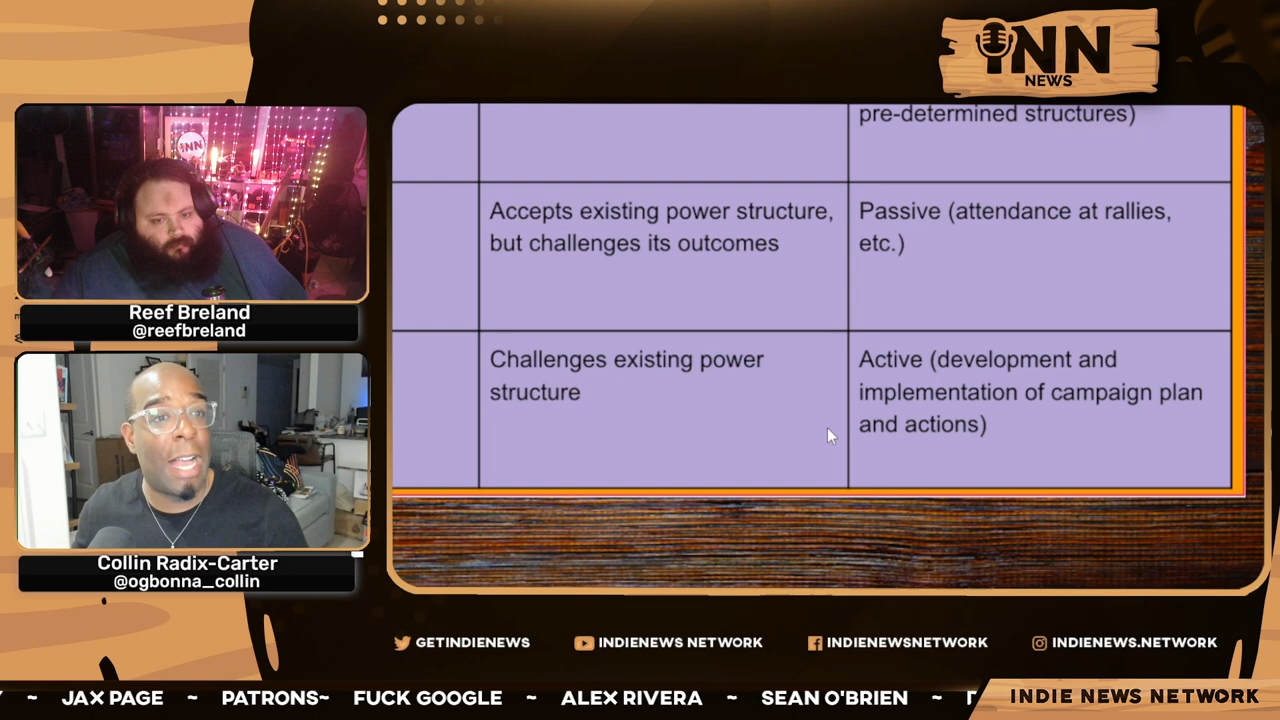 iNN
NEWS
pre-determined structures)
Accepts existing power structure,
but challenges its outcomes
Passive (attendance at rallies,
etc.)
Challenges existing power
structure
Active (development and
implementation of campaign plan
and actions)
iNN
Reef Breland
@reefbreland
Collin Radix-Carter
@ogbonna_collin
GETINDIENEWS
INDIENEWS NETWORK
INDIENEWSNETWORK
INDIENEWS.NETWORK
~ JAX PAGE ~ PATRONS~ FUCK GOOGLE ~ ALEX RIVERA ~ SEAN O'BRIEN ~
INDIE NEWS NETWORK